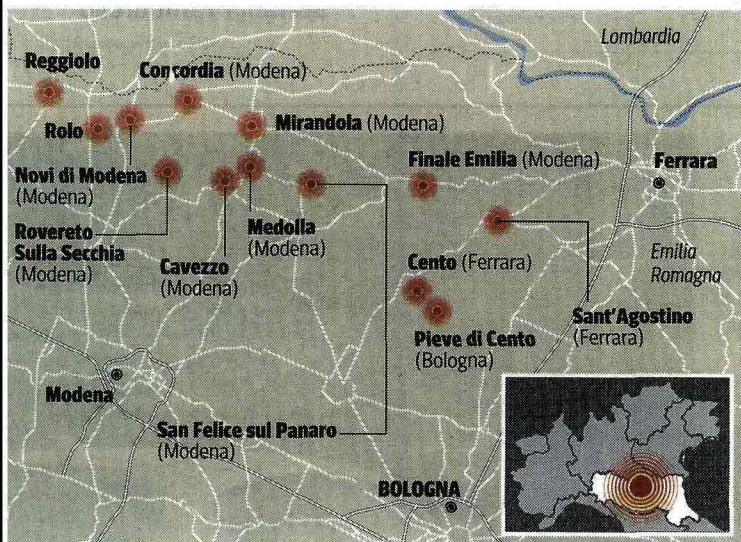 Lombardia
Reggiolo
Concordia (Modena)
Rolo
Mirandola (Modena)
Novi di Modena
(Modena)
Finale Emilia (Modena)
Ferrara
Rovereto
Sulla Secchia
(Modena)
Cavezzo
(Modena)
Medolla
(Modena)
Cento (Ferrara)
Emilia
Romagna
Sant'Agostino
(Ferrara)
Pieve di Cento
(Bologna)
Modena
San Felice sul Panaro
(Modena)
BOLOGNA